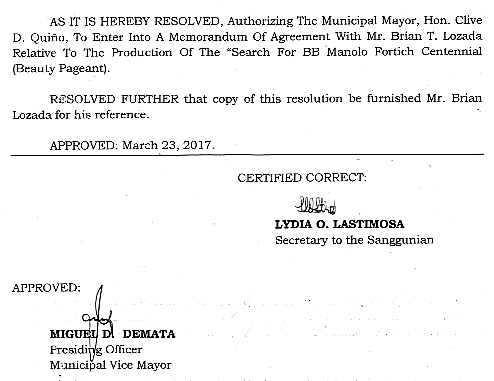 AS IT IS HEREBY RESOLVED, Authorizing The Municipal Mayor, Hon. Clive
D. Quiño, To Enter Into A Memorandum Of Agreement With Mr. Brian T. Lozada
Relative To The Production Of The “Search For BB Manolo Fortich Centennial
(Beauty Pageant).
RESOLVED FURTHER that copy of this resolution be furnished Mr. Brian
Lozada for his reference.
APPROVED: March 23, 2017.
CERTIFIED CORRECT:
LYDIA O. LASTIMOSA
Secretary to the Sanggunian
APPROVED:
MIGUEL D. DEMATA
Presiding Officer
Municipal Vice Mayor